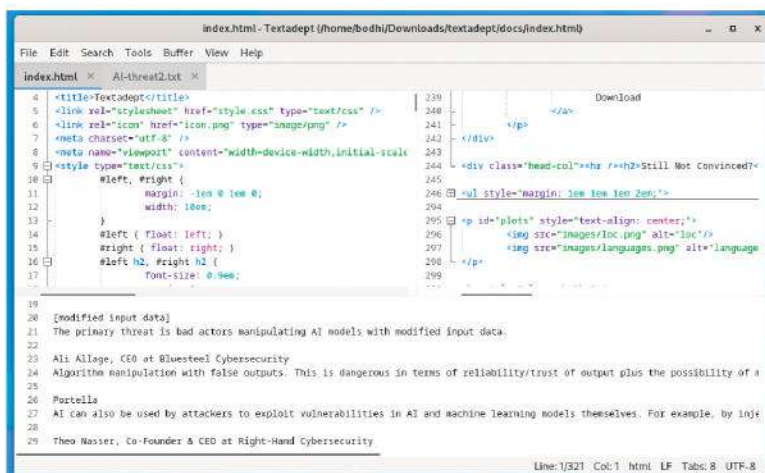 index.html - Textadept (/home/bodhi/Downloads/textadept/docs/index.html)
File Edit Search Tools Buffer View Help
index.html × AI-threat2.txt ×
4 <title>Textadept</title>
5 <link rel="stylesheet" href="style.css" type="text/css" />
6 <link rel="icon" href="icon.png" type="image/png" />
7 <meta charset="utf-8" />
8 <meta name="viewport" content="width=device-width,initial-scale
9 <style type="text/css">
10 #left, #right {
11 margin: -1em 0 1em 0;
12 width: 10em;
13 }
14 #left { float: left; }
15 #right { float: right; }
16 #left h2, #right h2 {
17 font-size: 0.9em;
239 Download
240 </a>
241 </p>
242 </div>
243
244 <div class="head-col"><hr /><h2>Still Not Convinced?<
245
246 <ul style="margin: 1em 1em 1em 2em;">
294
295 <p id="plots" style="text-align: center;">
296 <img src="images/loc.png" alt="loc"/>
297 <img src="images/languages.png" alt="language
298 </p>
299
19
20 [modified input data]
21 The primary threat is bad actors manipulating AI models with modified input data.
22
23 Ali Allage, CEO at Bluesteel Cybersecurity
24 Algorithm manipulation with false outputs. This is dangerous in terms of reliability/trust of output plus the possibility of
25
26 Portella
27 AI can also be used by attackers to exploit vulnerabilities in AI and machine learning models themselves. For example, by inje
28
29 Theo Nasser, Co-Founder & CEO at Right-Hand Cybersecurity
Line: 1/321 Col: 1 html LF Tabs: 8 UTF-8